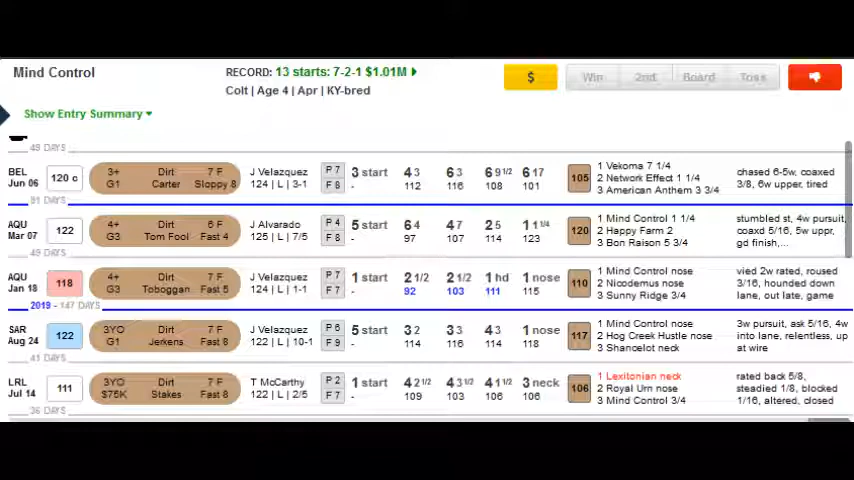 Mind Control
RECORD: 13 starts: 7-2-1 $1.01M
Colt | Age 4 | Apr | KY-bred
$ Win 2nd Board Toss
Show Entry Summary
49 DAYS
BEL Jun 06 120 c 3+ G1 Dirt Carter 7 F Sloppy 8 J Velazquez 124 | L | 3-1 P 7 F 8 3 start - 4 3 112 6 3 116 6 9 1/2 108 6 17 101 105 1 Vekoma 7 1/4 2 Network Effect 1 1/4 3 American Anthem 3 3/4 chased 6-5w, coaxed 3/8, 6w upper, tired
91 DAYS
AQU Mar 07 122 4+ G3 Dirt Tom Fool 6 F Fast 4 J Alvarado 125 | L | 7/5 P 4 F 8 5 start - 6 4 97 4 7 107 2 5 114 1 1 1/4 123 120 1 Mind Control 1 1/4 2 Happy Farm 2 3 Bon Raison 5 3/4 stumbled st, 4w pursuit, coaxd 5/16, 5w uppr, gd finish,...
49 DAYS
AQU Jan 18 118 4+ G3 Dirt Toboggan 7 F Fast 5 J Velazquez 124 | L | 1-1 P 7 F 7 1 start - 2 1/2 92 2 1/2 103 1 hd 111 1 nose 115 110 1 Mind Control nose 2 Nicodemus nose 3 Sunny Ridge 3/4 vied 2w rated, roused 3/16, hounded down lane, out late, game
2019 - 147 DAYS
SAR Aug 24 122 3YO G1 Dirt Jerkens 7 F Fast 8 J Velazquez 122 | L | 10-1 P 6 F 9 5 start - 3 2 114 3 3 116 4 3 114 1 nose 118 117 1 Mind Control nose 2 Hog Creek Hustle nose 3 Shancelot neck 3w pursuit, ask 5/16, 4w into lane, relentless, up at wire
41 DAYS
LRL Jul 14 111 3YO $75K Dirt Stakes 7 F Fast 8 T McCarthy 122 | L | 2/5 P 2 F 7 1 start - 4 2 1/2 109 4 3 1/2 103 4 1 1/2 106 3 neck 106 106 1 Lexitonian neck 2 Royal Urn nose 3 Mind Control 3/4 rated back 5/8, steadied 1/8, blocked 1/16, altered, closed
36 DAYS